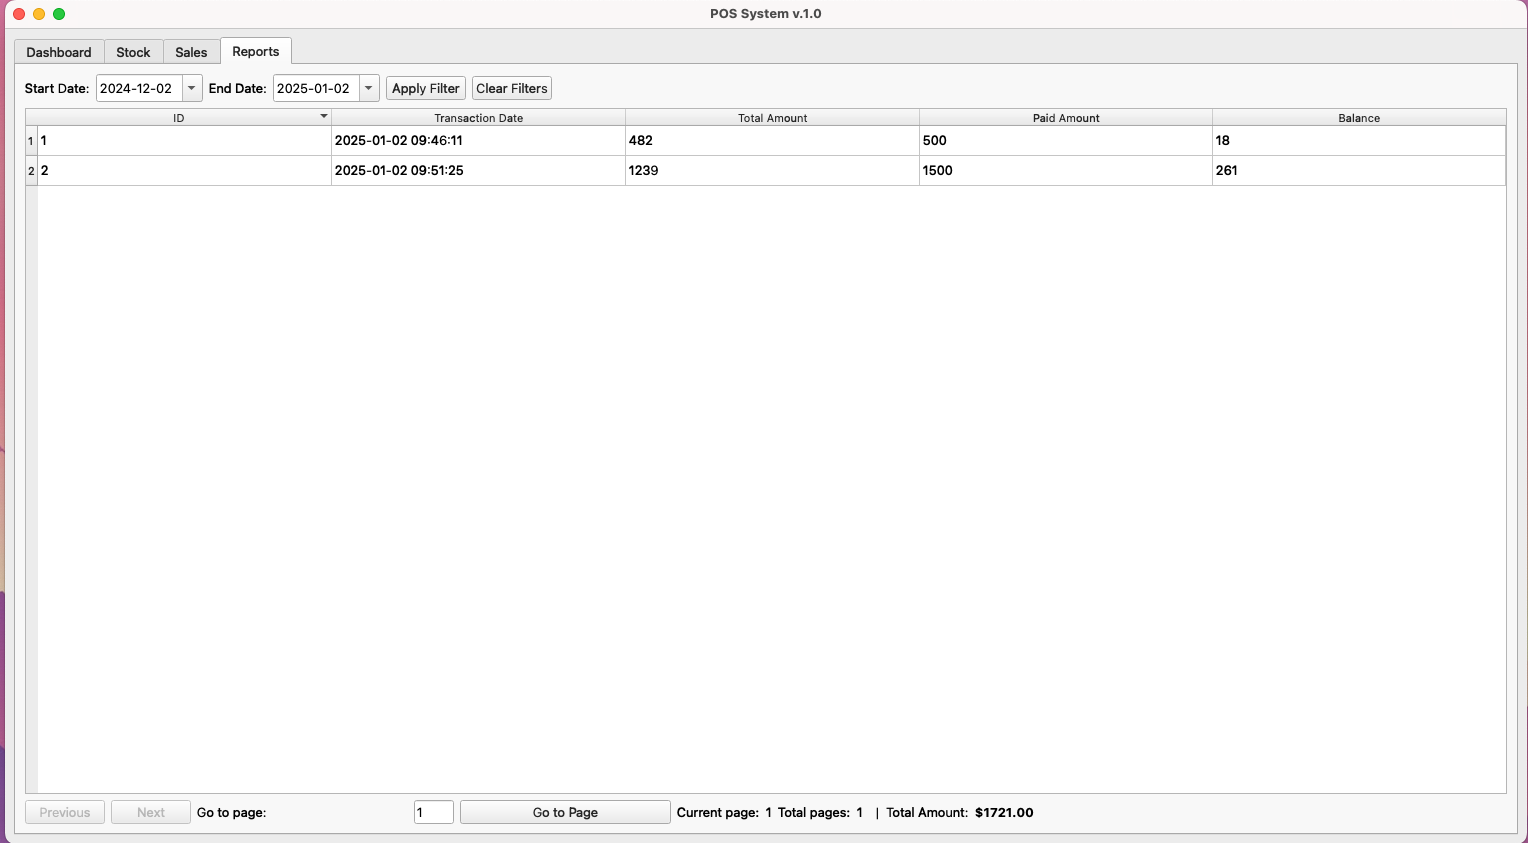 POS System v.1.0
Dashboard Stock Sales Reports
Start Date: 2024-12-02 End Date: 2025-01-02 Apply Filter Clear Filters
ID Transaction Date Total Amount Paid Amount Balance
1 1 2025-01-02 09:46:11 482 500 18
2 2 2025-01-02 09:51:25 1239 1500 261
Previous Next Go to page: 1 Go to Page Current page: 1 Total pages: 1 | Total Amount: $1721.00